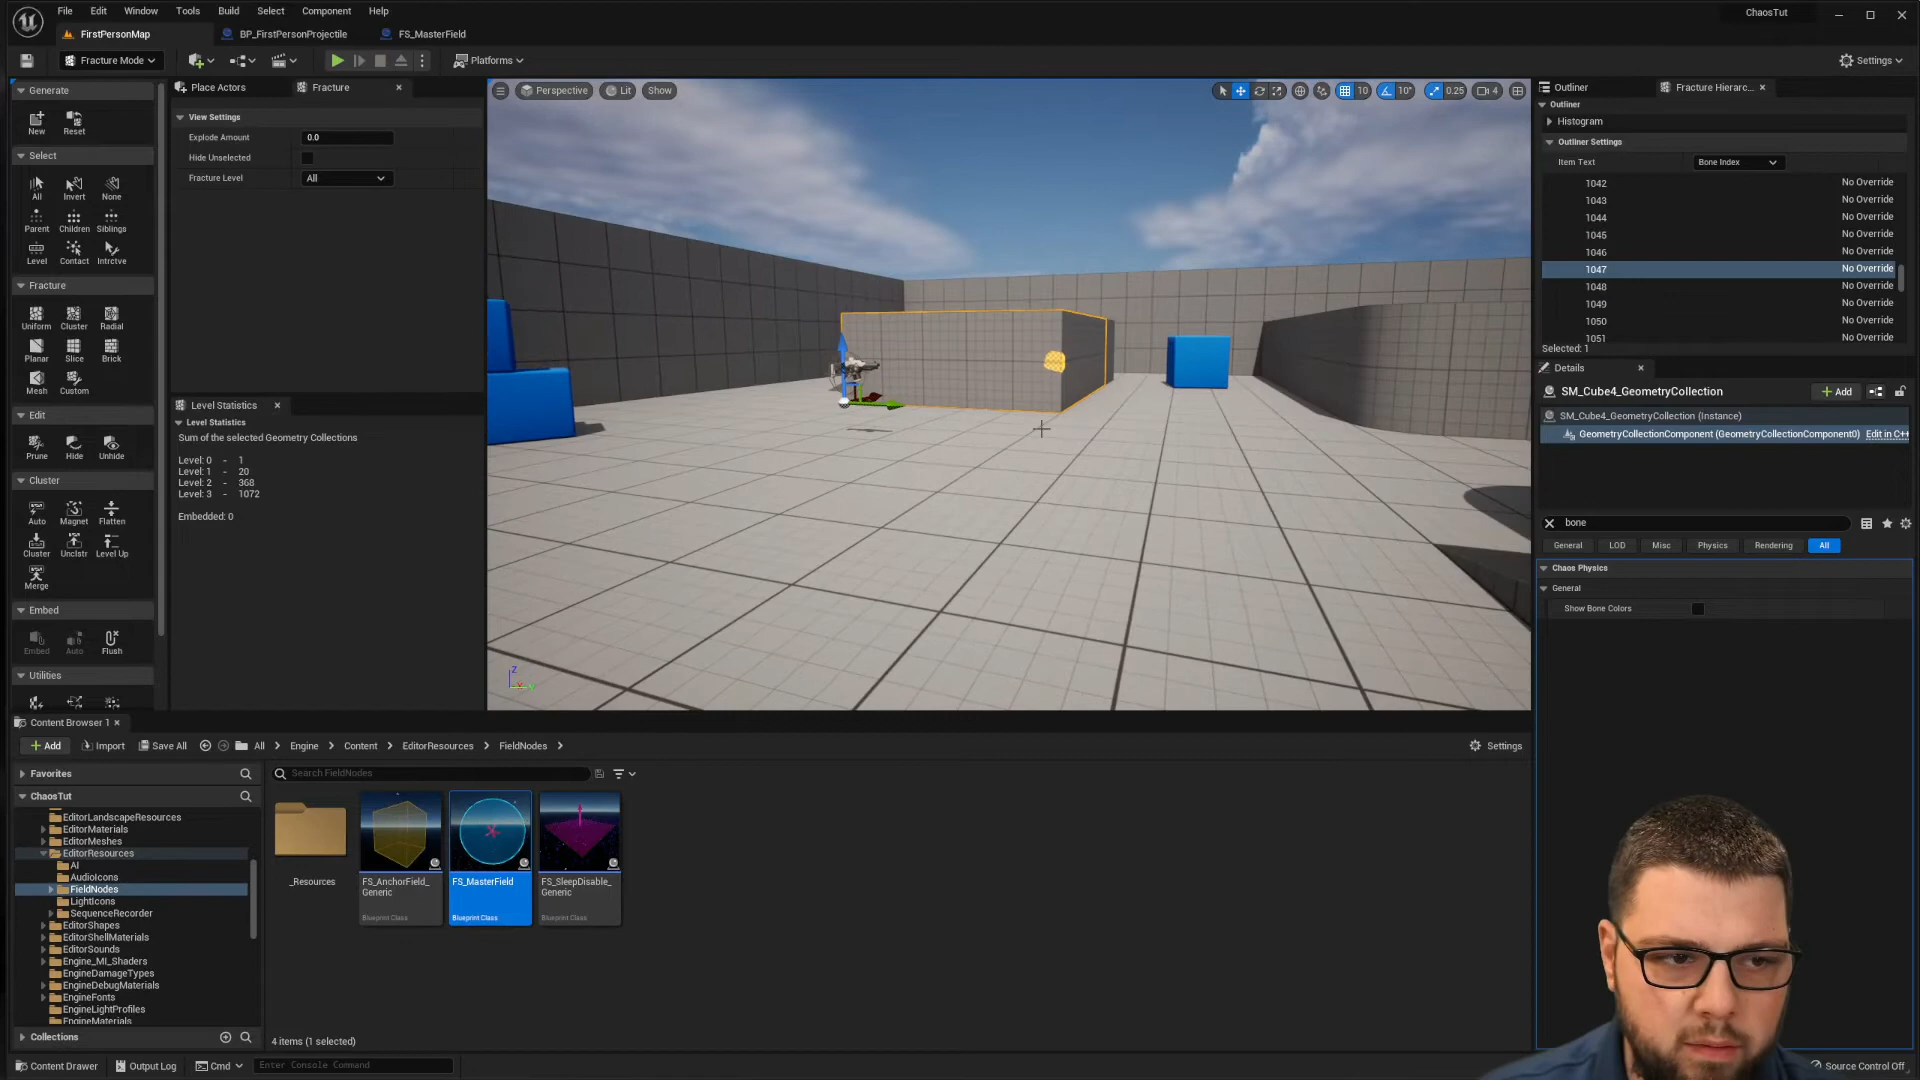 File Edit Window Tools Build Select Actor Component Help
ChaosTut
FirstPersonMap BP_FirstPersonProjectile FS_MasterField
Fracture Mode Platforms Settings
Generate
New Reset
Select
All Invert None
Parent Children Siblings
Level Contact Intrctve
Fracture
Uniform Cluster Radial
Planar Slice Brick
Mesh Custom
Edit
Prune Hide Unhide
Cluster
Auto Magnet Flatten
Cluster Unclstr Level Up
Merge
Embed
Embed Auto Flush
Utilities
Place Actors Fracture
View Settings
Explode Amount 0.0
Hide Unselected
Fracture Level All
Level Statistics
Level Statistics
Sum of the selected Geometry Collections
Level: 0 - 1
Level: 1 - 20
Level: 2 - 368
Level: 3 - 1072
Embedded: 0
Perspective Lit Show
10 10° 0.25 4
Z
Outliner Fracture Hierarc...
Outliner
Histogram
Outliner Settings
Item Text Bone Index
1042 No Override
1043 No Override
1044 No Override
1045 No Override
1046 No Override
1047 No Override
1048 No Override
1049 No Override
1050 No Override
1051 No Override
Selected: 1
Details
SM_Cube4_GeometryCollection Add
SM_Cube4_GeometryCollection (Instance)
GeometryCollectionComponent (GeometryCollectionComponent0) Edit in C++
bone
General LOD Misc Physics Rendering All
Chaos Physics
General
Show Bone Colors
Content Browser 1
Add Import Save All All Engine Content EditorResources FieldNodes Settings
Favorites
ChaosTut
EditorLandscapeResources
EditorMaterials
EditorMeshes
EditorResources
AI
AudioIcons
FieldNodes
LightIcons
SequenceRecorder
EditorShapes
EditorShellMaterials
EditorSounds
Engine_MI_Shaders
EngineDamageTypes
EngineDebugMaterials
EngineFonts
EngineLightProfiles
EngineMaterials
Collections
Search FieldNodes
_Resources
FS_AnchorField_
Generic
Blueprint Class
FS_MasterField
Blueprint Class
FS_SleepDisable_
Generic
Blueprint Class
4 items (1 selected)
Content Drawer Output Log Cmd Enter Console Command Source Control Off